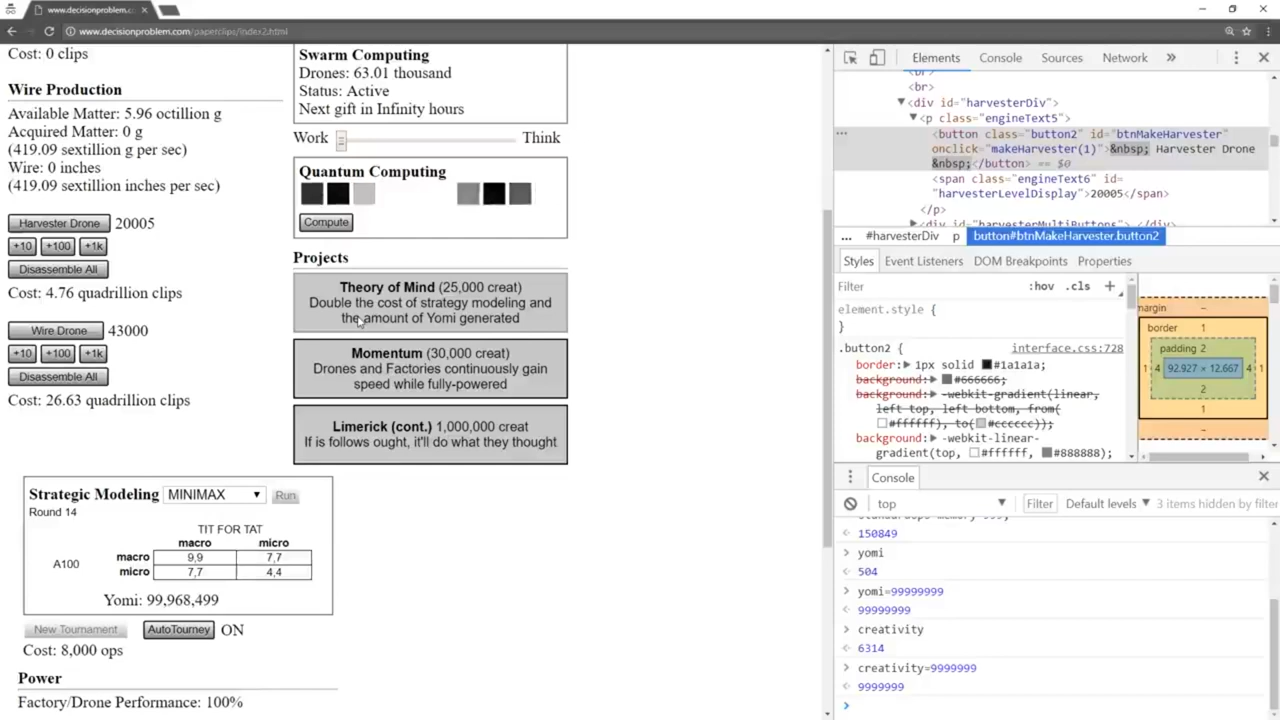 www.decisionproblem.co
www.decisionproblem.com/paperclips/index2.html
Cost: 0 clips
Wire Production
Available Matter: 5.96 octillion g
Acquired Matter: 0 g
(419.09 sextillion g per sec)
Wire: 0 inches
(419.09 sextillion inches per sec)
Harvester Drone 20005
+10 +100 +1k
Disassemble All
Cost: 4.76 quadrillion clips
Wire Drone 43000
+10 +100 +1k
Disassemble All
Cost: 26.63 quadrillion clips
Swarm Computing
Drones: 63.01 thousand
Status: Active
Next gift in Infinity hours
Work Think
Quantum Computing
Compute
Projects
Theory of Mind (25,000 creat)
Double the cost of strategy modeling and
the amount of Yomi generated
Momentum (30,000 creat)
Drones and Factories continuously gain
speed while fully-powered
Limerick (cont.) 1,000,000 creat
If is follows ought, it'll do what they thought
Strategic Modeling MINIMAX Run
Round 14
TIT FOR TAT
macro micro
A100
macro 9,9 7,7
micro 7,7 4,4
Yomi: 99,968,499
New Tournament AutoTourney ON
Cost: 8,000 ops
Power
Factory/Drone Performance: 100%
Elements Console Sources Network »
<br>
<div id="harvesterDiv">
<p class="engineText5">
<button class="button2" id="btnMakeHarvester"
onclick="makeHarvester(1)">&nbsp; Harvester Drone
&nbsp;</button> == $0
<span class="engineText6" id=
"harvesterLevelDisplay">20005</span>
</p>
<div id="harvesterMultiButtons">…</div>
... #harvesterDiv p button#btnMakeHarvester.button2
Styles Event Listeners DOM Breakpoints Properties
Filter :hov .cls +
element.style {
}
.button2 { interface.css:728
border: 1px solid #1a1a1a;
background: #666666;
background: -webkit-gradient(linear,
left top, left bottom, from(
#ffffff), to( #cccccc));
background: -webkit-linear-
gradient(top, #ffffff, #888888);
margin –
border 1
padding 2
1 4 92.927 × 12.667 4 1
2
1
–
Console
top Filter Default levels 3 items hidden by filter
150849
yomi
504
yomi=99999999
99999999
creativity
6314
creativity=9999999
9999999